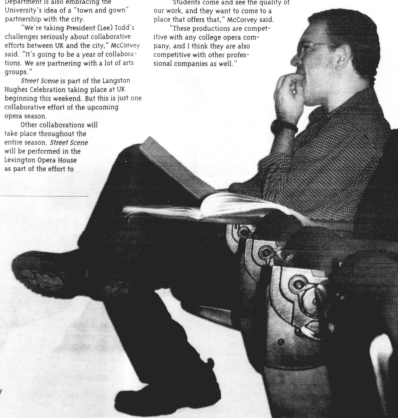 Department is also embracing the
University's idea of a "town and gown"
partnership with the city.
"We're taking President (Lee) Todd's
challenges seriously about collaborative
efforts between UK and the city," McCorvey
said. "It's going to be a year of collabora-
tions. We are partnering with a lot of arts
groups."
Street Scene is part of the Langston
Hughes Celebration taking place at UK
beginning this weekend. But this is just one
collaborative effort of the upcoming
opera season.
Other collaborations will
take place throughout the
entire season. Street Scene
will be performed in the
Lexington Opera House
as part of the effort to
"Students come and see the quality of
our work, and they want to come to a
place that offers that," McCorvey said.
"These productions are compet-
itive with any college opera com-
pany, and I think they are also
competitive with other profes-
sional companies as well."